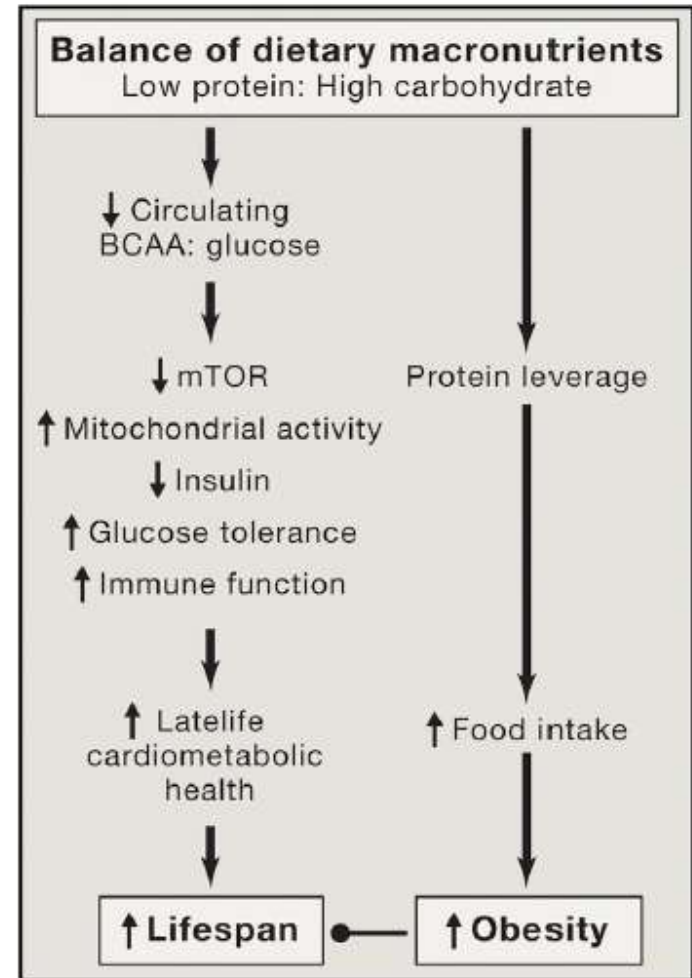 Balance of dietary macronutrients
Low protein: High carbohydrate
↓ Circulating
BCAA: glucose
↓ mTOR
↑ Mitochondrial activity
↓ Insulin
↑ Glucose tolerance
↑ Immune function
↑ Latelife
cardiometabolic
health
↑ Lifespan
Protein leverage
↑ Food intake
↑ Obesity